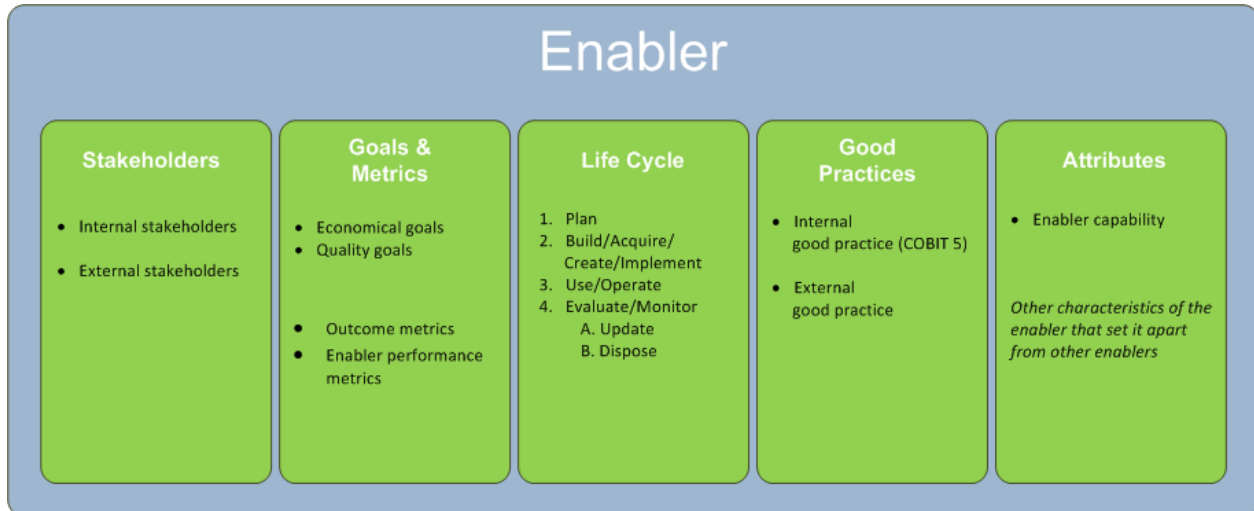 Enabler
Stakeholders
• Internal stakeholders
• External stakeholders
Goals &
Metrics
• Economical goals
• Quality goals
• Outcome metrics
• Enabler performance
metrics
Life Cycle
1. Plan
2. Build/Acquire/
Create/Implement
3. Use/Operate
4. Evaluate/Monitor
A. Update
B. Dispose
Good
Practices
• Internal
good practice (COBIT 5)
• External
good practice
Attributes
• Enabler capability
Other characteristics of the
enabler that set it apart
from other enablers